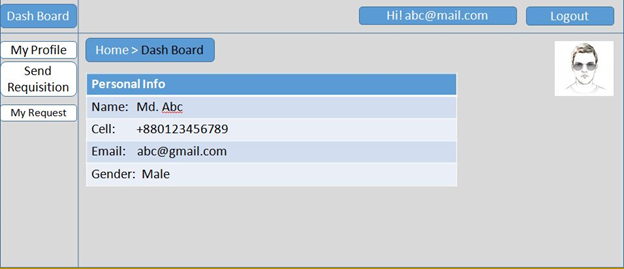 Dash Board
Hi! abc@mail.com
Logout
My Profile
Send
Requisition
My Request
Home > Dash Board
Personal Info
Name: Md. Abc
Cell: +880123456789
Email: abc@gmail.com
Gender: Male